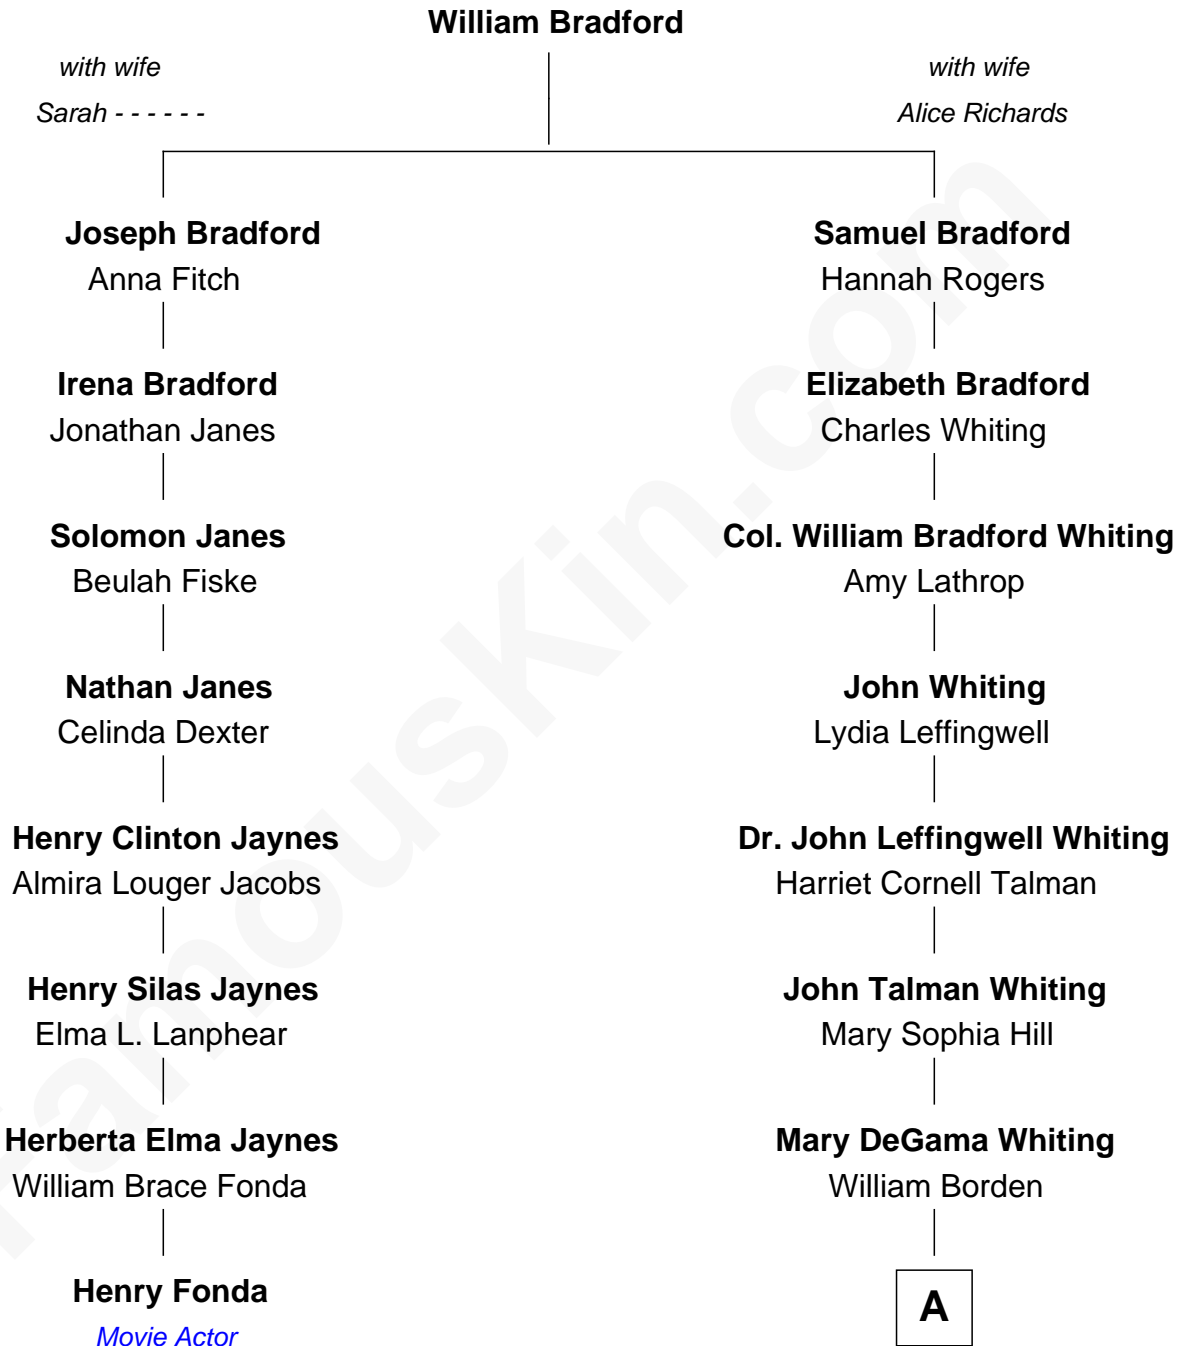 William Bradford
with wife
Sarah - - - - - -
with wife
Alice Richards
Joseph Bradford
Anna Fitch
Samuel Bradford
Hannah Rogers
Irena Bradford
Jonathan Janes
Elizabeth Bradford
Charles Whiting
Solomon Janes
Beulah Fiske
Col. William Bradford Whiting
Amy Lathrop
Nathan Janes
Celinda Dexter
John Whiting
Lydia Leffingwell
Henry Clinton Jaynes
Almira Louger Jacobs
Dr. John Leffingwell Whiting
Harriet Cornell Talman
Henry Silas Jaynes
Elma L. Lanphear
John Talman Whiting
Mary Sophia Hill
Herberta Elma Jaynes
William Brace Fonda
Mary DeGama Whiting
William Borden
Henry Fonda
Movie Actor
A
FamousKin.com